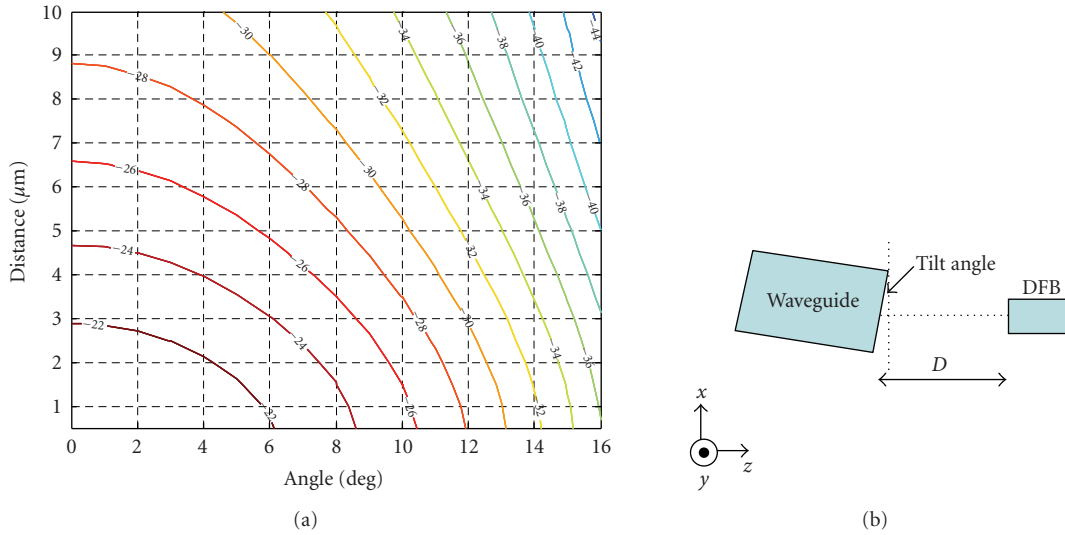 10
9
8
7
6
5
4
3
2
1
Distance (μm)
0 2 4 6 8 10 12 14 16
Angle (deg)
-30 -34 -36 -38 -40 -44
-28 -32 -42
-26 -30
-28 -34 -36 -38 -40
-24 -26 -32
-22 -24 -28 -30 -34 -36
-22 -26 -32
(a)
Waveguide
Tilt angle
DFB
D
x
y
z
(b)